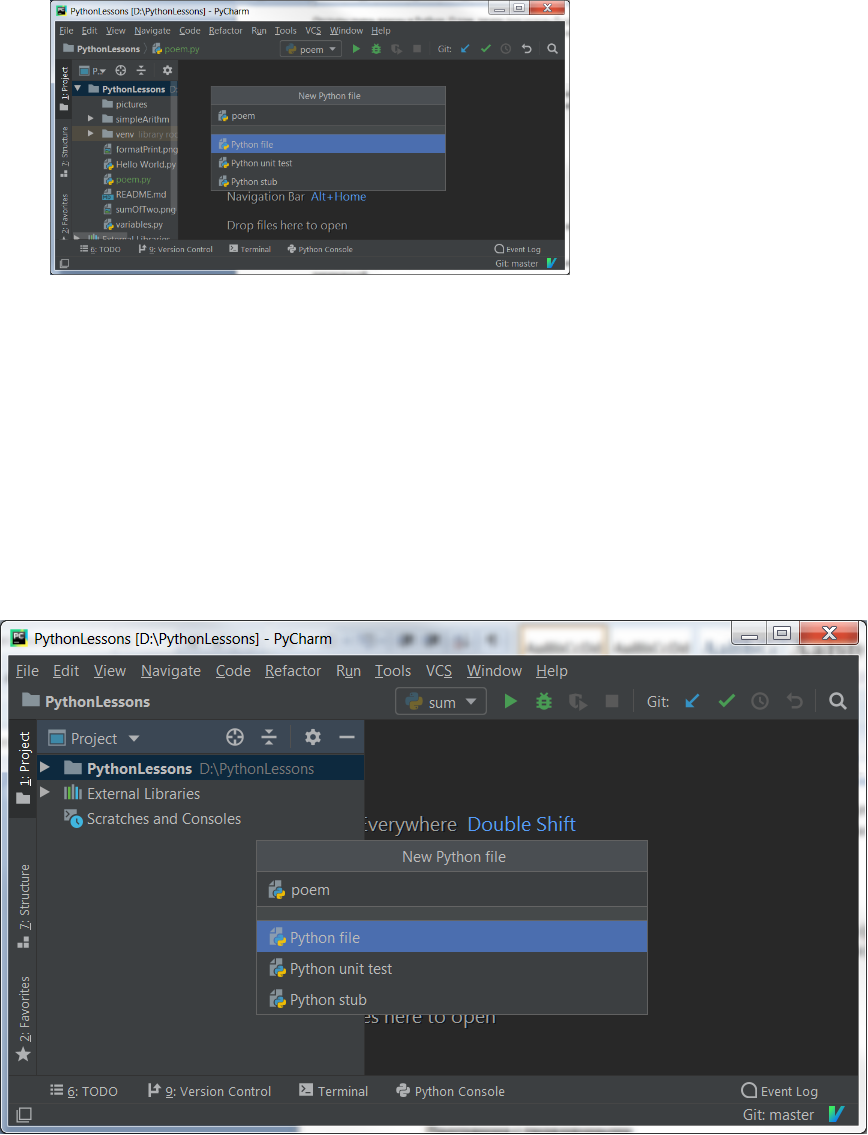 PythonLessons [D:\PythonLessons] - PyCharm
File Edit View Navigate Code Refactor Run Tools VCS Window Help
PythonLessons poem.py poem Git:
1: Project
7: Structure
2: Favorites
P..
PythonLessons D:
pictures
simpleArithm
venv library roo
formatPrint.png
Hello World.py
poem.py
README.md
sumOfTwo.png
variables.py
External Libraries
New Python file
poem
Python file
Python unit test
Python stub
Navigation Bar Alt+Home
Drop files here to open
6: TODO 9: Version Control Terminal Python Console Event Log
Git: master
PythonLessons [D:\PythonLessons] - PyCharm
File Edit View Navigate Code Refactor Run Tools VCS Window Help
PythonLessons sum Git:
1: Project
7: Structure
2: Favorites
Project
PythonLessons D:\PythonLessons
External Libraries
Scratches and Consoles
Everywhere Double Shift
New Python file
poem
Python file
Python unit test
Python stub
es here to open
6: TODO 9: Version Control Terminal Python Console Event Log
Git: master